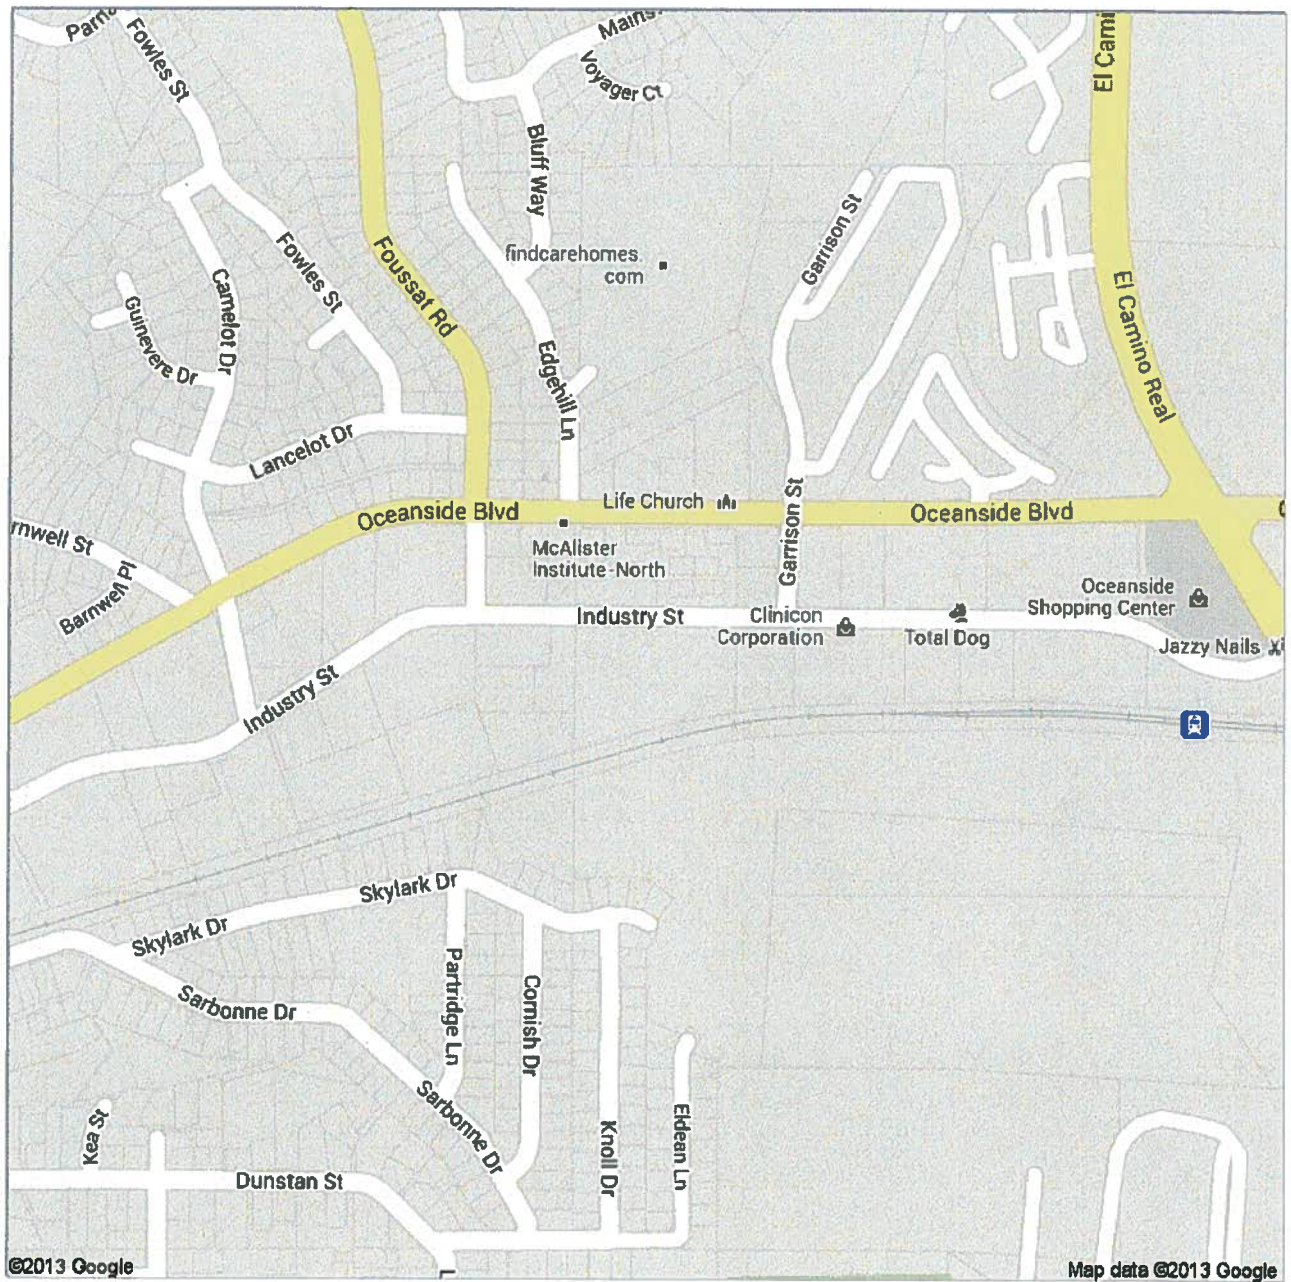 Fowles St
Voyager Ct
El Cami
Bluff Way
Garrison St
findcarehomes.
com
Fowles St
Foussat Rd
Camelot Dr
Guinevere Dr
El Camino Real
Edgehill Ln
Lancelot Dr
Life Church
Oceanside Blvd
Oceanside Blvd
Garrison St
rnwell St
McAlister
Institute-North
Barnwell Pl
Oceanside
Shopping Center
Industry St
Clinicon
Corporation
Total Dog
Jazzy Nails
Industry St
Skylark Dr
Skylark Dr
Partridge Ln
Cornish Dr
Sarbonne Dr
Sarbonne Dr
Kea St
Knoll Dr
Eldean Ln
Dunstan St
©2013 Google
Map data ©2013 Google